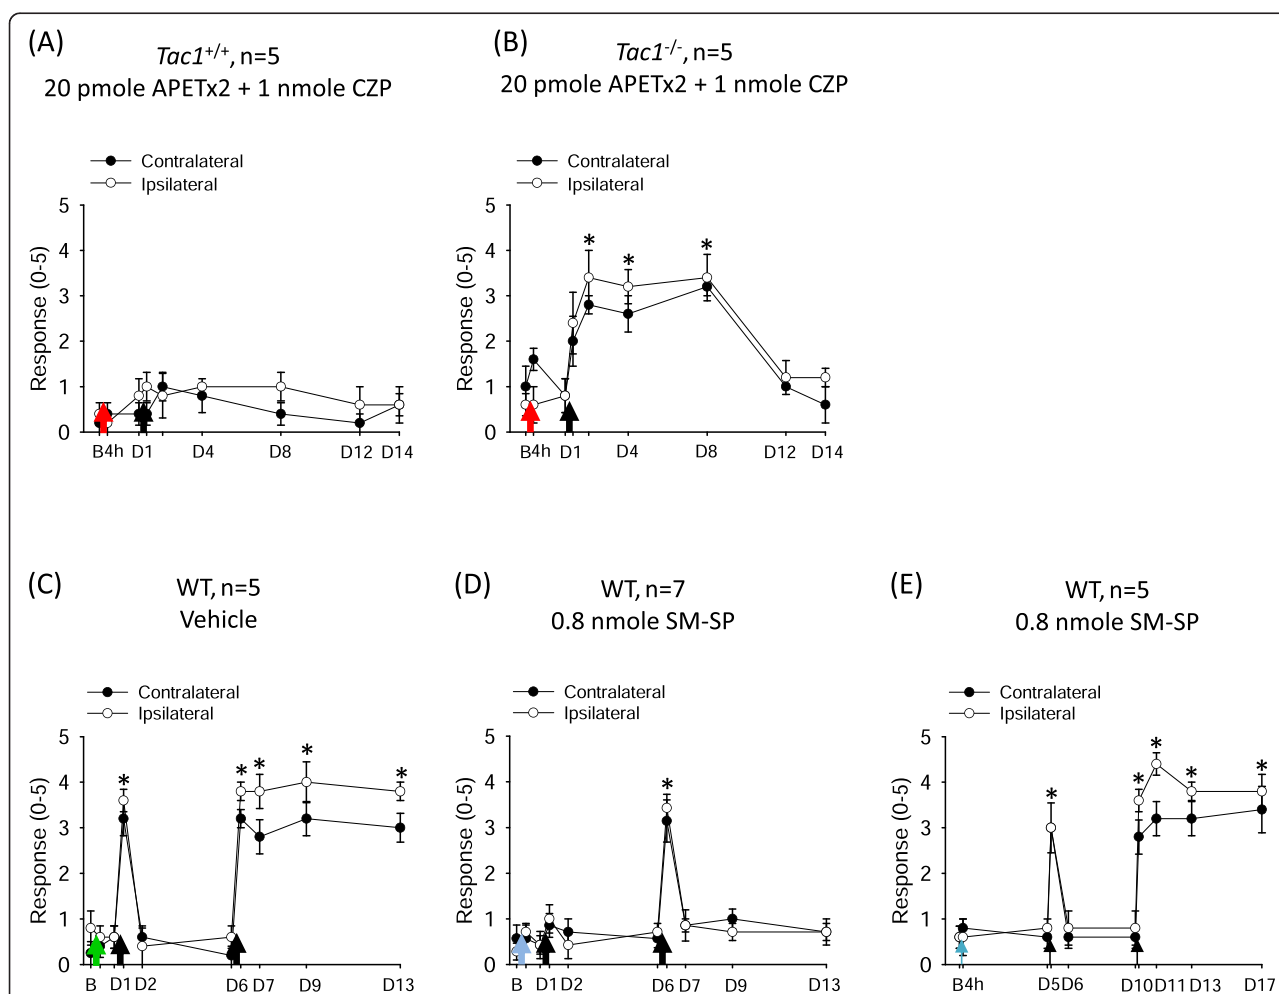 (A)
Tac1+/+, n=5
20 pmole APETx2 + 1 nmole CZP
Contralateral
Ipsilateral
Response (0-5)
5
4
3
2
1
0
B4h D1 D4 D8 D12 D14
(B)
Tac1-/-, n=5
20 pmole APETx2 + 1 nmole CZP
Contralateral
Ipsilateral
Response (0-5)
5
4
3
2
1
0
* * *
B4h D1 D4 D8 D12 D14
(C)
WT, n=5
Vehicle
Contralateral
Ipsilateral
Response (0-5)
5
4
3
2
1
0
* * * * *
B D1 D2 D6 D7 D9 D13
(D)
WT, n=7
0.8 nmole SM-SP
Contralateral
Ipsilateral
Response (0-5)
5
4
3
2
1
0
*
B D1 D2 D6 D7 D9 D13
(E)
WT, n=5
0.8 nmole SM-SP
Contralateral
Ipsilateral
Response (0-5)
5
4
3
2
1
0
* * * * *
B4h D5 D6 D10 D11 D13 D17